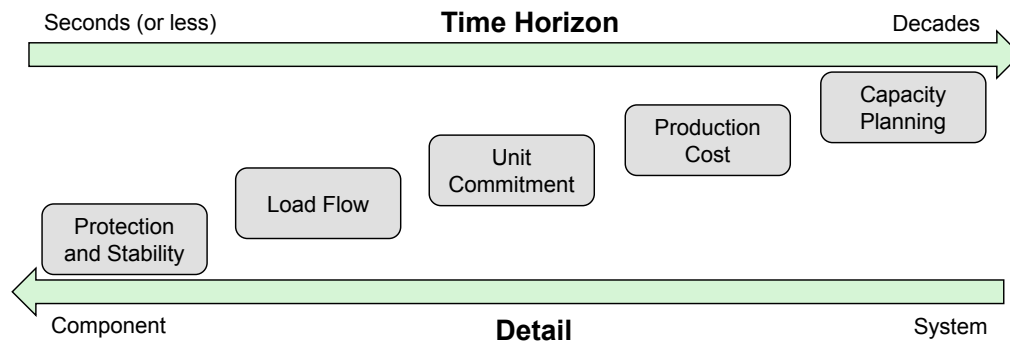 Seconds (or less)
Time Horizon
Decades
Capacity
Planning
Production
Cost
Unit
Commitment
Load Flow
Protection
and Stability
Component
Detail
System